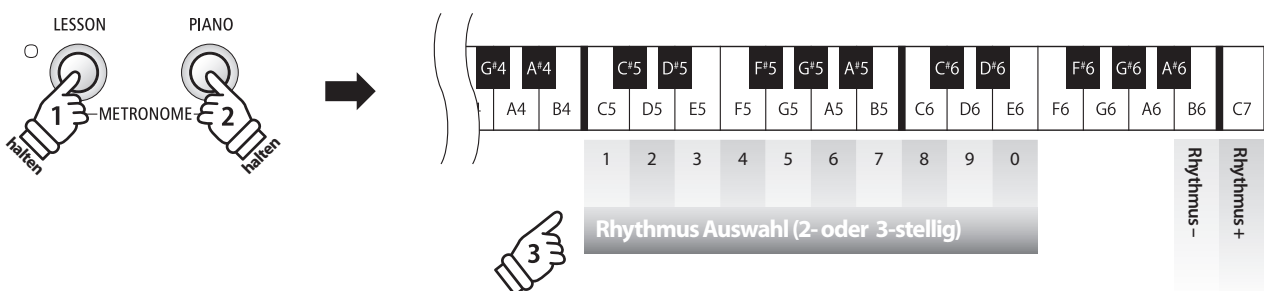 LESSON PIANO
1 METRONOME 2
halten halten
G#4 A#4 C#5 D#5 F#5 G#5 A#5 C#6 D#6 F#6 G#6 A#6
A4 B4 C5 D5 E5 F5 G5 A5 B5 C6 D6 E6 F6 G6 A6 B6 C7
1 2 3 4 5 6 7 8 9 0
Rhythmus Auswahl (2- oder 3-stellig)
Rhythmus –
Rhythmus +
3